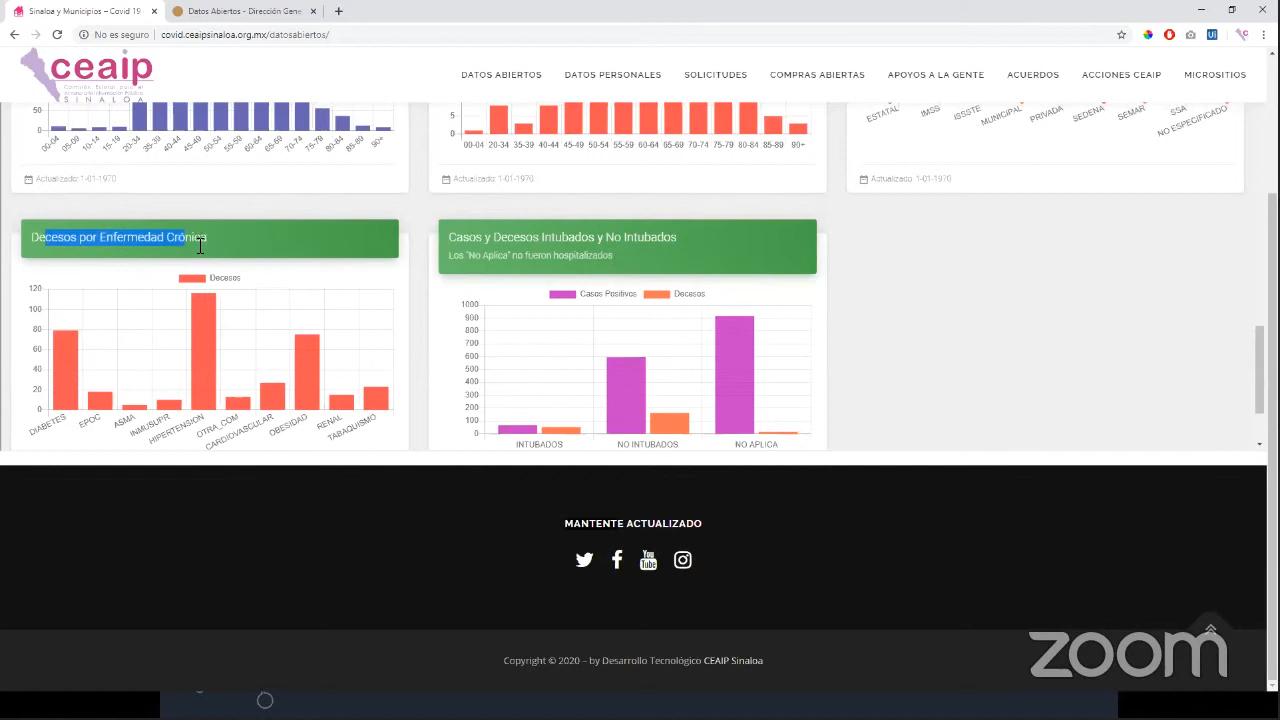 Sinaloa y Municipios – Covid 19
Datos Abiertos - Dirección Gene
No es seguro
covid.ceaipsinaloa.org.mx/datosabiertos/
ceaip
SINALOA
DATOS ABIERTOS
DATOS PERSONALES
SOLICITUDES
COMPRAS ABIERTAS
APOYOS A LA GENTE
ACUERDOS
ACCIONES CEAIP
MICROSITIOS
50
0
00-04 05-09 10-14 15-19 20-34 35-39 40-44 45-49 50-54 55-59 60-64 65-69 70-74 75-79 80-84 85-89 90+
Actualizado: 1-01-1970
5
0
00-04 20-34 35-39 40-44 45-49 50-54 55-59 60-64 65-69 70-74 75-79 80-84 85-89 90+
Actualizado: 1-01-1970
ESTATAL IMSS ISSSTE MUNICIPAL PRIVADA SEDENA SEMAR SSA NO ESPECIFICADO
Actualizado: 1-01-1970
Decesos por Enfermedad Crónica
Decesos
120
100
80
60
40
20
0
DIABETES EPOC ASMA INMUSUPR HIPERTENSION OTRA_COM CARDIOVASCULAR OBESIDAD RENAL TABAQUISMO
Casos y Decesos Intubados y No Intubados
Los "No Aplica" no fueron hospitalizados
Casos Positivos Decesos
1000
900
800
700
600
500
400
300
200
100
0
INTUBADOS NO INTUBADOS NO APLICA
MANTENTE ACTUALIZADO
You
Tube
Copyright © 2020 – by Desarrollo Tecnológico CEAIP Sinaloa
zoom